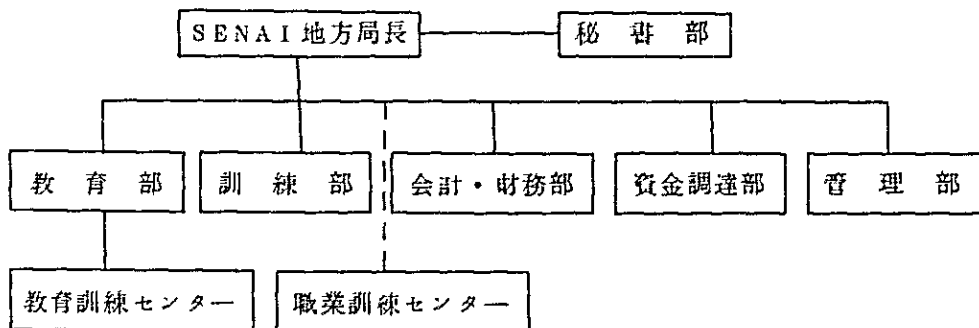 SENAI地方局長
秘書部
教育部
訓練部
会計・財務部
資金調達部
管理部
教育訓練センター
職業訓練センター